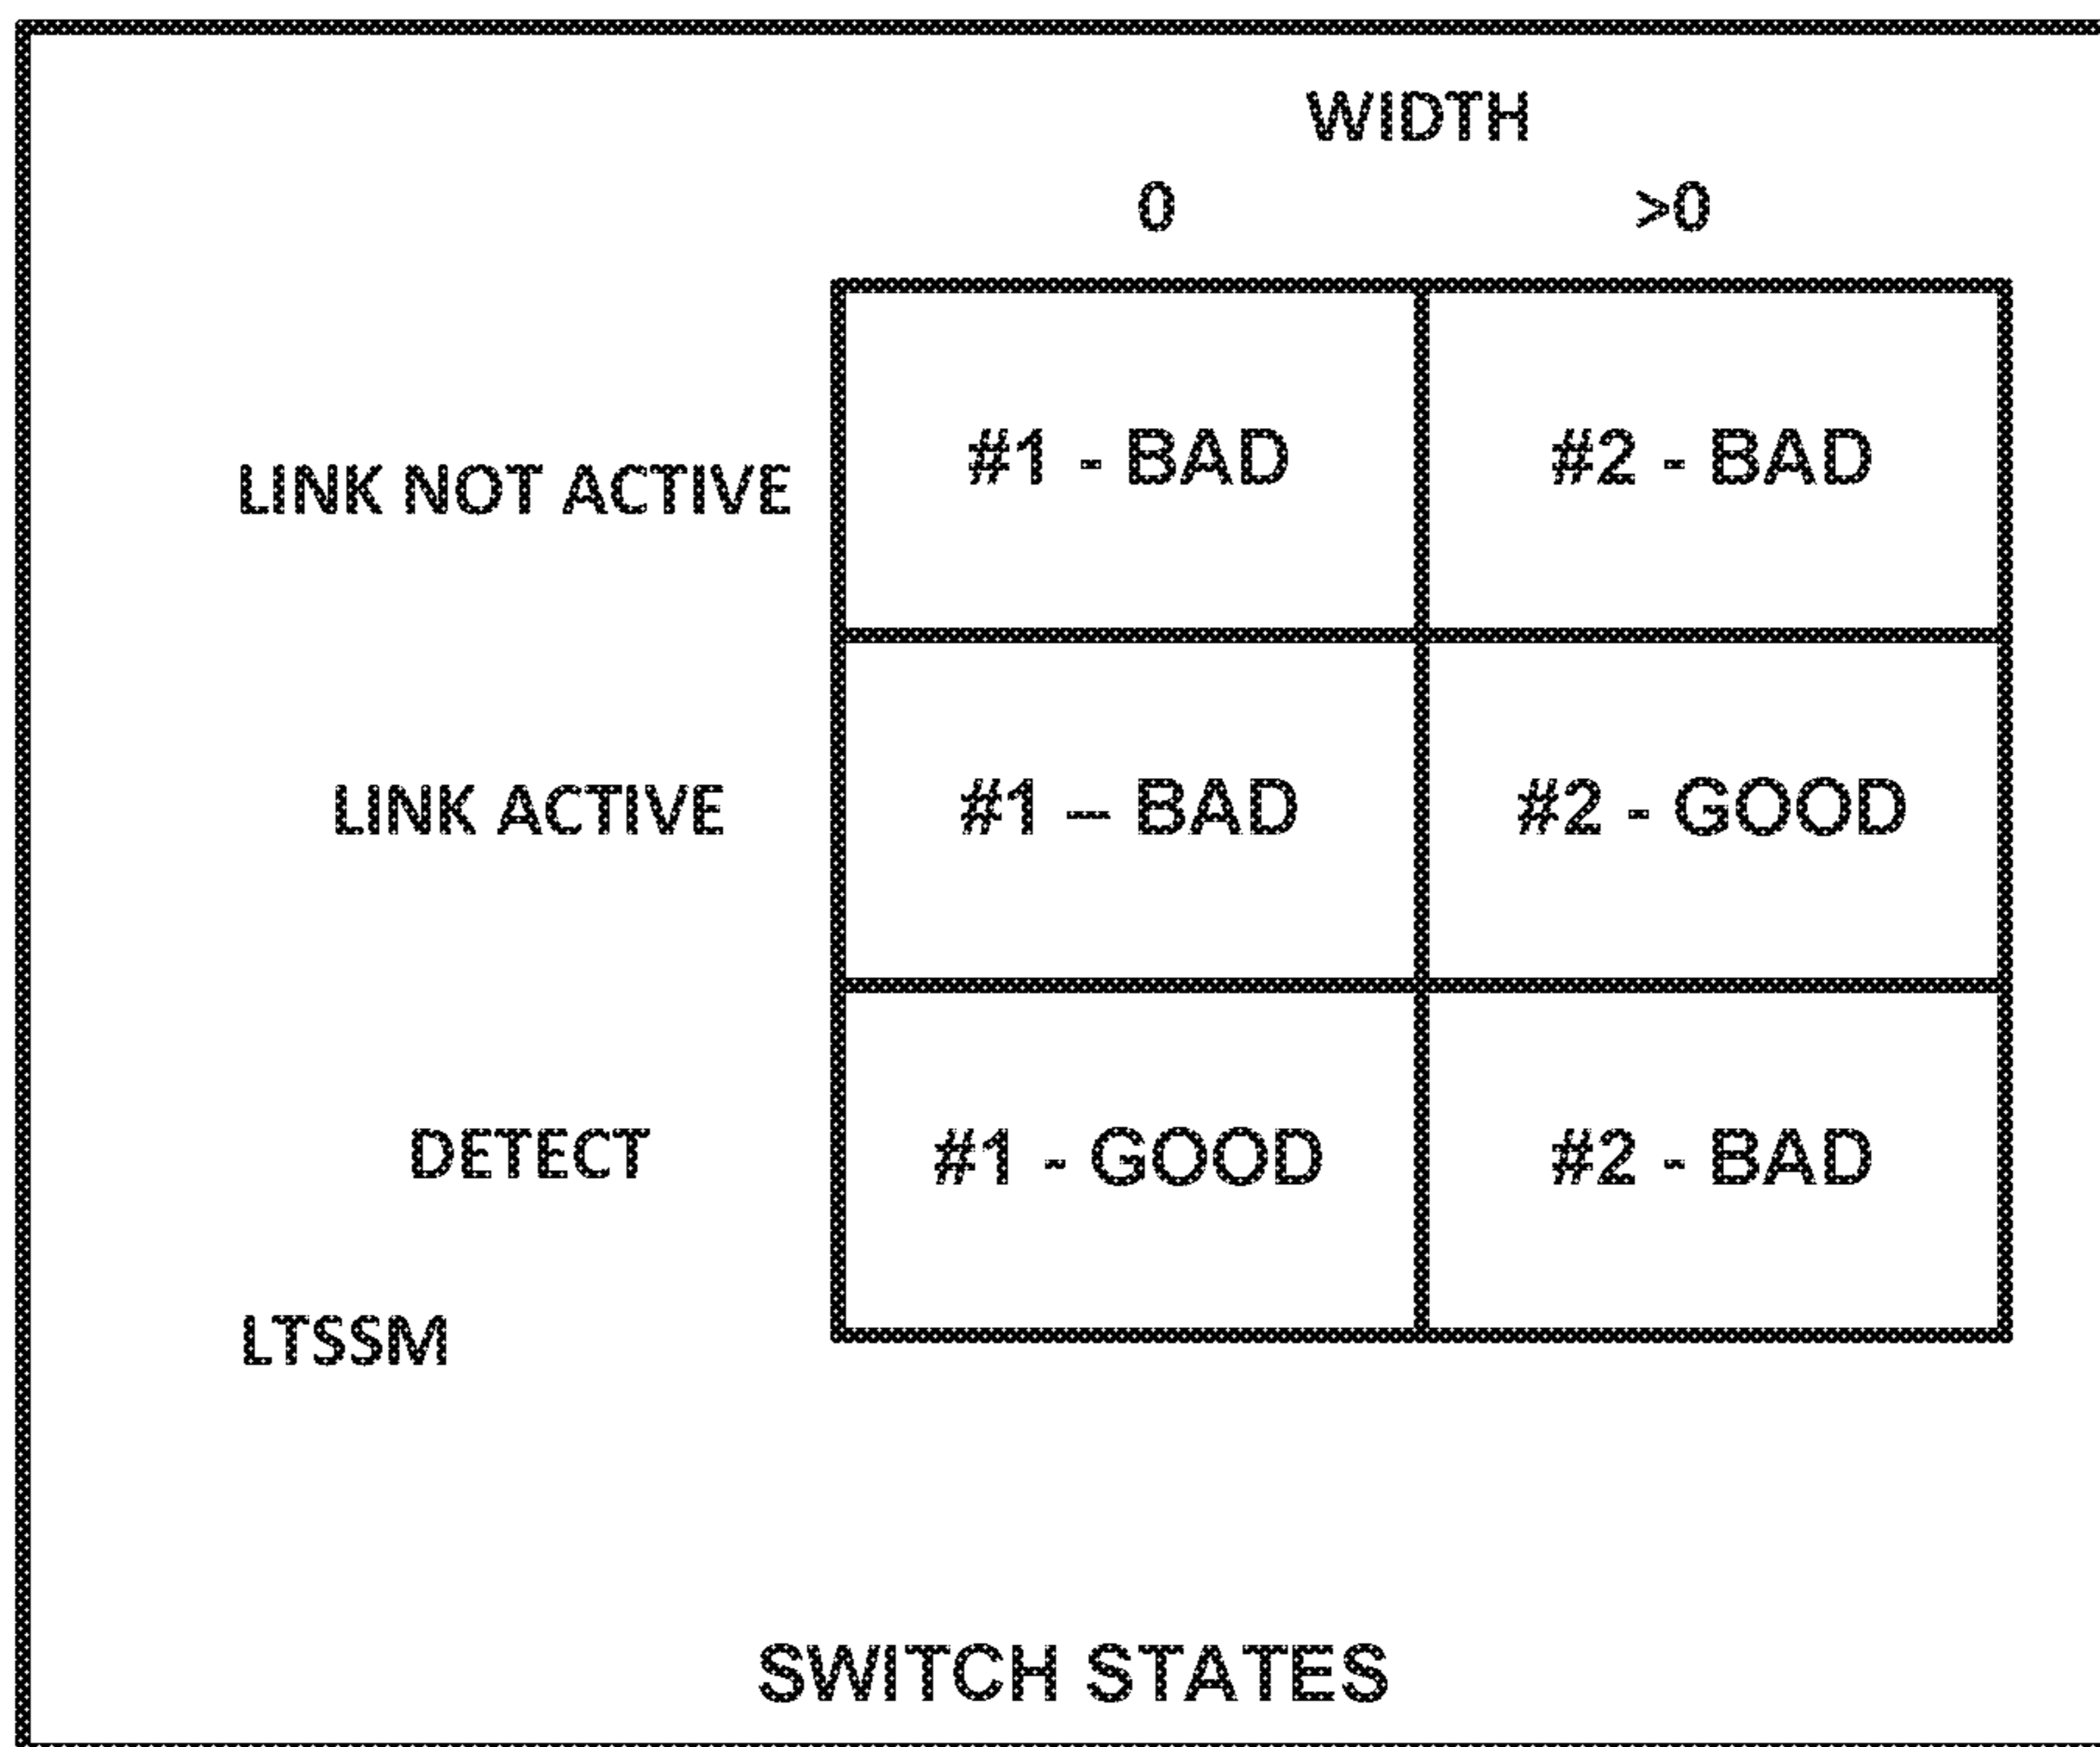 WIDTH
0 >0
LINK NOT ACTIVE #1 - BAD #2 - BAD
LINK ACTIVE #1 – BAD #2 - GOOD
DETECT #1 - GOOD #2 - BAD
LTSSM
SWITCH STATES